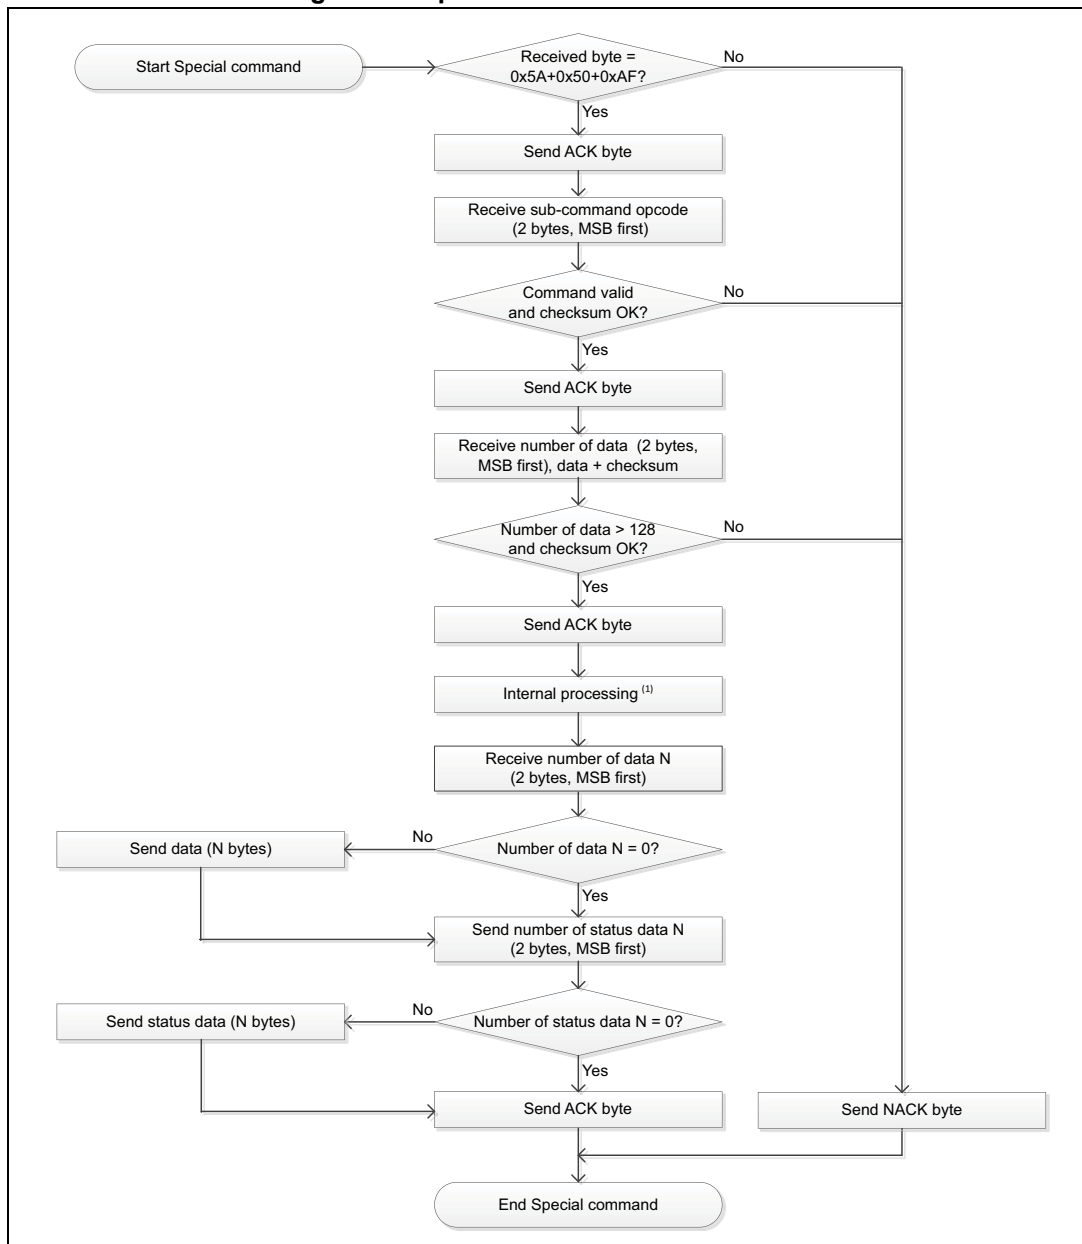 Start Special command
Received byte =
0x5A+0x50+0xAF?
No
Yes
Send ACK byte
Receive sub-command opcode
(2 bytes, MSB first)
Command valid
and checksum OK?
No
Yes
Send ACK byte
Receive number of data (2 bytes,
MSB first), data + checksum
Number of data > 128
and checksum OK?
No
Yes
Send ACK byte
Internal processing (1)
Receive number of data N
(2 bytes, MSB first)
Number of data N = 0?
No
Send data (N bytes)
Yes
Send number of status data N
(2 bytes, MSB first)
Number of status data N = 0?
No
Send status data (N bytes)
Yes
Send ACK byte
Send NACK byte
End Special command